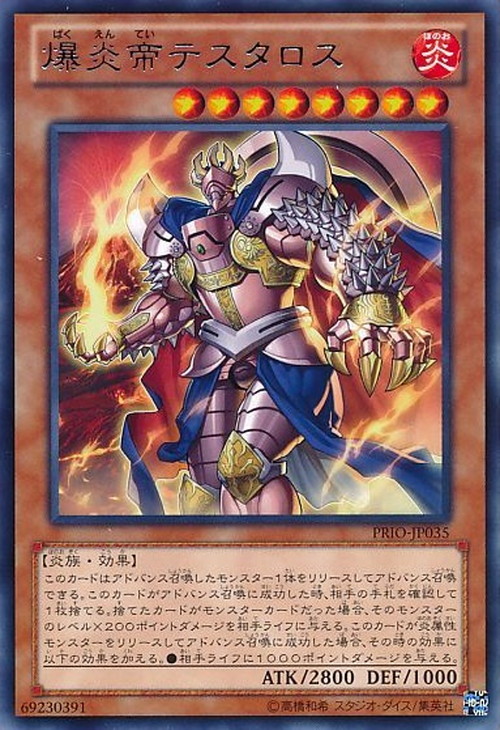 爆炎帝テスタロス
ばく えん てい
炎
ほのお
PRIO-JP035
【炎族・効果】
このカードはアドバンス召喚したモンスター1体をリリースしてアドバンス召喚
できる。このカードがアドバンス召喚に成功した時、相手の手札を確認して
1枚捨てる。捨てたカードがモンスターカードだった場合、そのモンスター
のレベル×200ポイントダメージを相手ライフに与える。このカードが炎属性
モンスターをリリースしてアドバンス召喚に成功した場合、その時の効果に
以下の効果を加える。●相手ライフに1000ポイントダメージを与える。
ATK/2800 DEF/1000
69230391
©高橋和希 スタジオ・ダイス/集英社